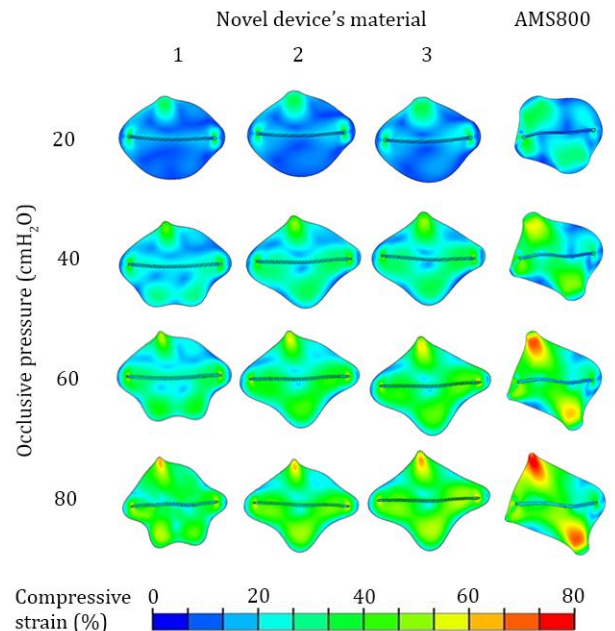 Novel device's material AMS800
1 2 3
20
40
60
80
Occlusive pressure (cmH₂O)
Compressive strain (%)
0 20 40 60 80